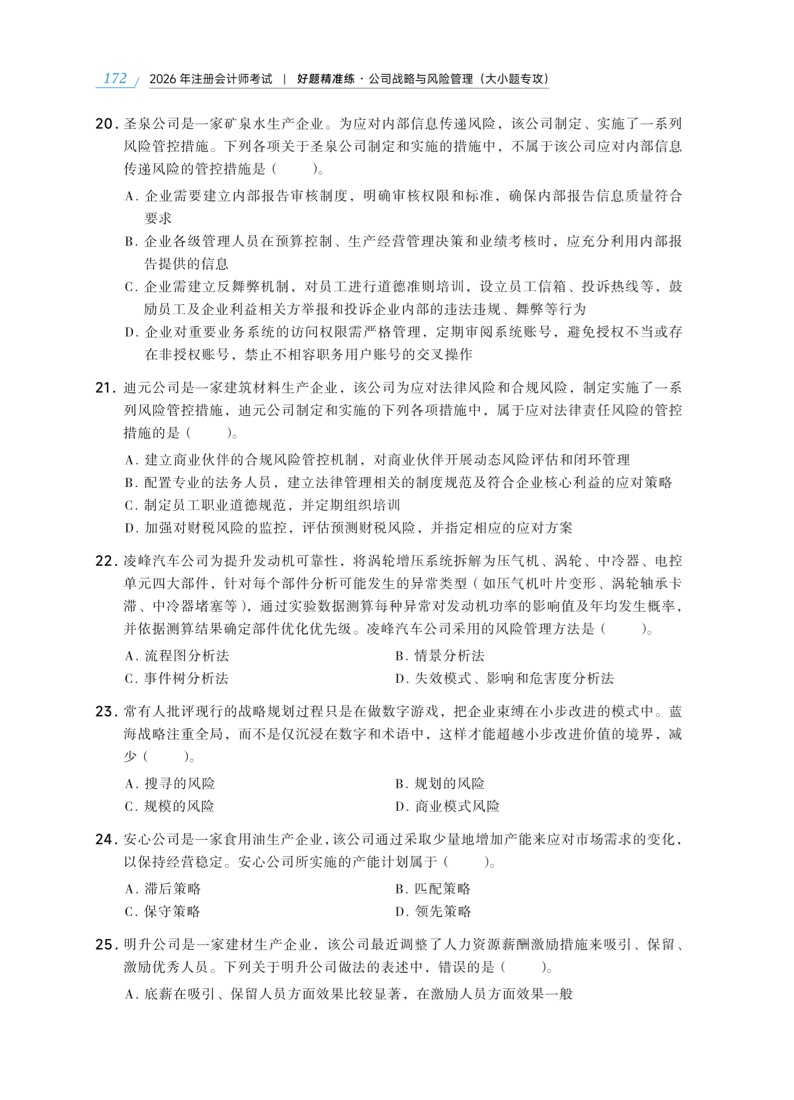 172 2026 年注册会计师考试 | 好题精准练·公司战略与风险管理（大小题专攻）
20. 圣泉公司是一家矿泉水生产企业。为应对内部信息传递风险，该公司制定、实施了一系列
风险管控措施。下列各项关于圣泉公司制定和实施的措施中，不属于该公司应对内部信息
传递风险的管控措施是（　　）。
A. 企业需要建立内部报告审核制度，明确审核权限和标准，确保内部报告信息质量符合
要求
B. 企业各级管理人员在预算控制、生产经营管理决策和业绩考核时，应充分利用内部报
告提供的信息
C. 企业需建立反舞弊机制，对员工进行道德准则培训，设立员工信箱、投诉热线等，鼓
励员工及企业利益相关方举报和投诉企业内部的违法违规、舞弊等行为
D. 企业对重要业务系统的访问权限需严格管理，定期审阅系统账号，避免授权不当或存
在非授权账号，禁止不相容职务用户账号的交叉操作
21. 迪元公司是一家建筑材料生产企业，该公司为应对法律风险和合规风险，制定实施了一系
列风险管控措施，迪元公司制定和实施的下列各项措施中，属于应对法律责任风险的管控
措施的是（　　）。
A. 建立商业伙伴的合规风险管控机制，对商业伙伴开展动态风险评估和闭环管理
B. 配置专业的法务人员，建立法律管理相关的制度规范及符合企业核心利益的应对策略
C. 制定员工职业道德规范，并定期组织培训
D. 加强对财税风险的监控，评估预测财税风险，并指定相应的应对方案
22. 凌峰汽车公司为提升发动机可靠性，将涡轮增压系统拆解为压气机、涡轮、中冷器、电控
单元四大部件，针对每个部件分析可能发生的异常类型（如压气机叶片变形、涡轮轴承卡
滞、中冷器堵塞等），通过实验数据测算每种异常对发动机功率的影响值及年均发生概率，
并依据测算结果确定部件优化优先级。凌峰汽车公司采用的风险管理方法是（　　）。
A. 流程图分析法　　B. 情景分析法
C. 事件树分析法　　D. 失效模式、影响和危害度分析法
23. 常有人批评现行的战略规划过程只是在做数字游戏，把企业束缚在小步改进的模式中。蓝
海战略注重全局，而不是仅沉浸在数字和术语中，这样才能超越小步改进价值的境界，减
少（　　）。
A. 搜寻的风险　　B. 规划的风险
C. 规模的风险　　D. 商业模式风险
24. 安心公司是一家食用油生产企业，该公司通过采取少量地增加产能来应对市场需求的变化，
以保持经营稳定。安心公司所实施的产能计划属于（　　）。
A. 滞后策略　　B. 匹配策略
C. 保守策略　　D. 领先策略
25. 明升公司是一家建材生产企业，该公司最近调整了人力资源薪酬激励措施来吸引、保留、
激励优秀人员。下列关于明升公司做法的表述中，错误的是（　　）。
A. 底薪在吸引、保留人员方面效果比较显著，在激励人员方面效果一般